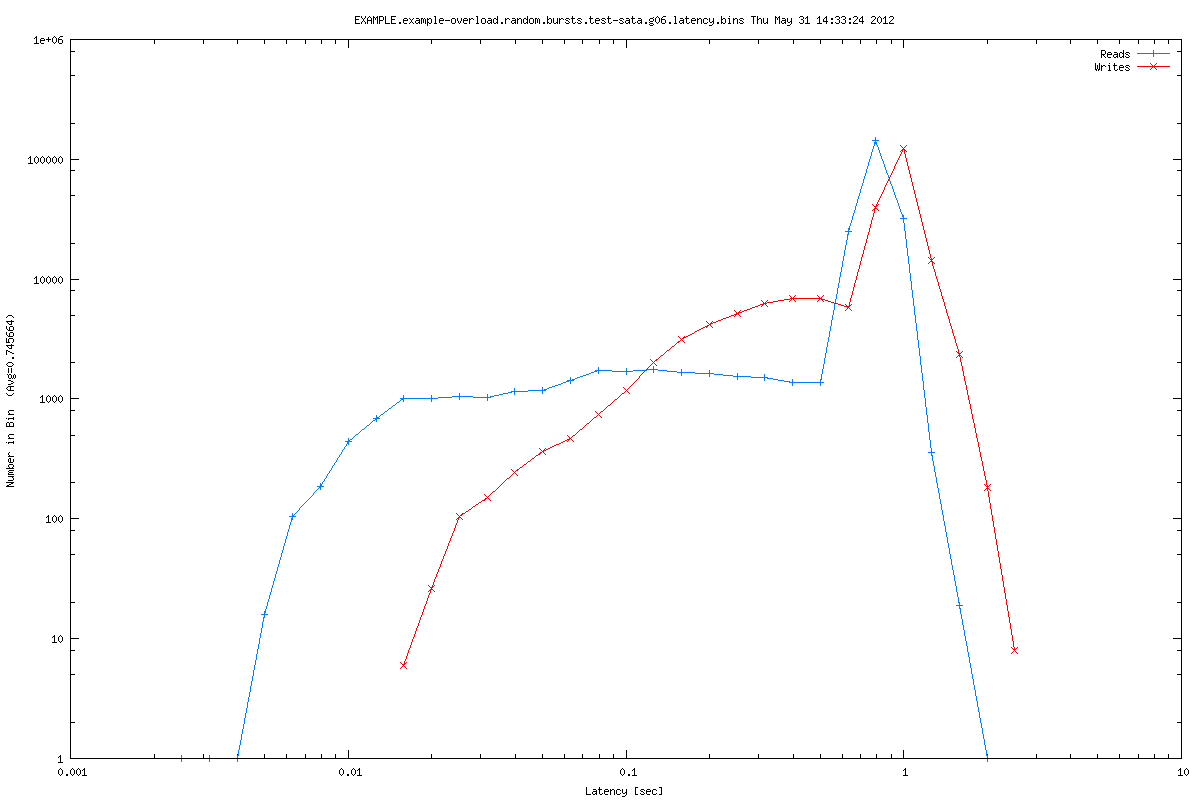 EXAMPLE.example-overload.random.bursts.test-sata.g06.latency.bins Thu May 31 14:33:24 2012
1e+06
Reads
Writes
100000
10000
1000
100
10
1
Number in Bin (Avg=0.745664)
0.001 0.01 0.1 1 10
Latency [sec]